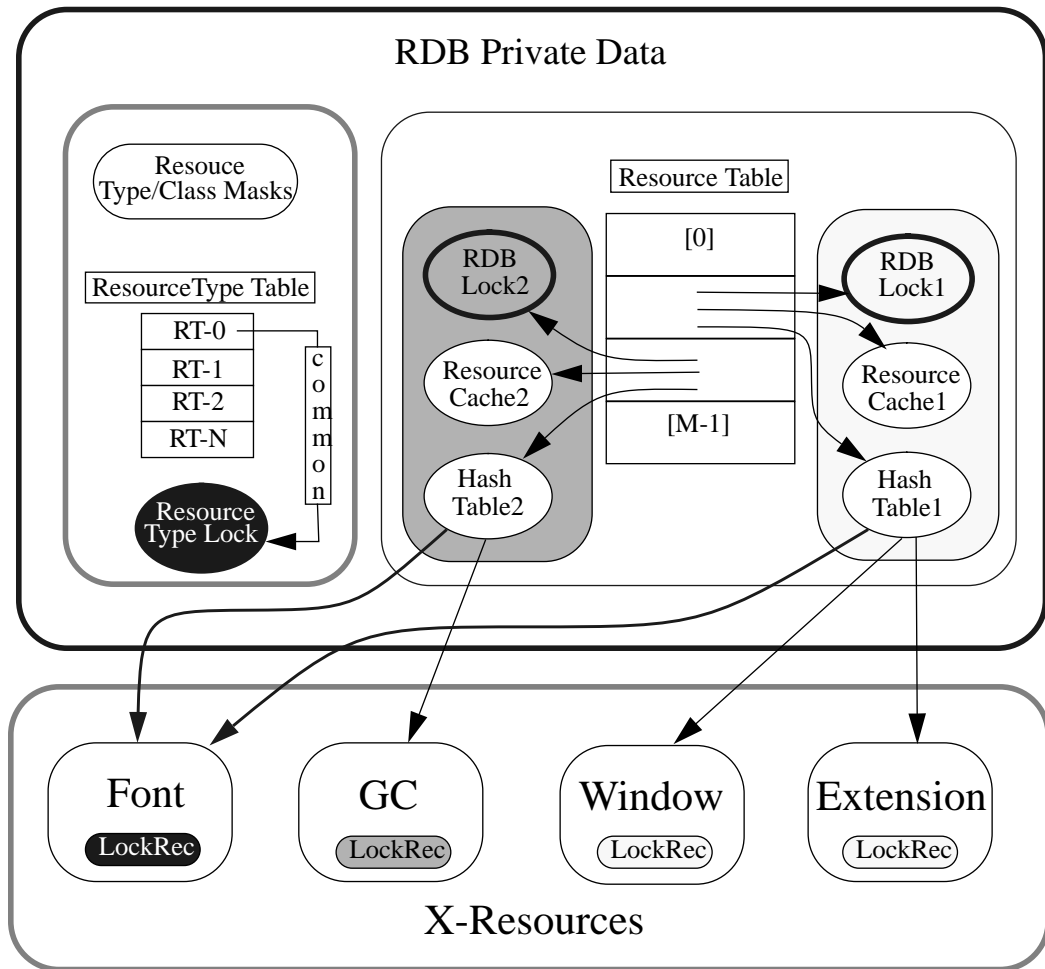 RDB Private Data
Resouce
Type/Class Masks
ResourceType Table
RT-0
RT-1
RT-2
RT-N
common
Resource
Type Lock
Resource Table
[0]
[M-1]
RDB
Lock2
Resource
Cache2
Hash
Table2
RDB
Lock1
Resource
Cache1
Hash
Table1
Font
LockRec
GC
LockRec
Window
LockRec
Extension
LockRec
X-Resources